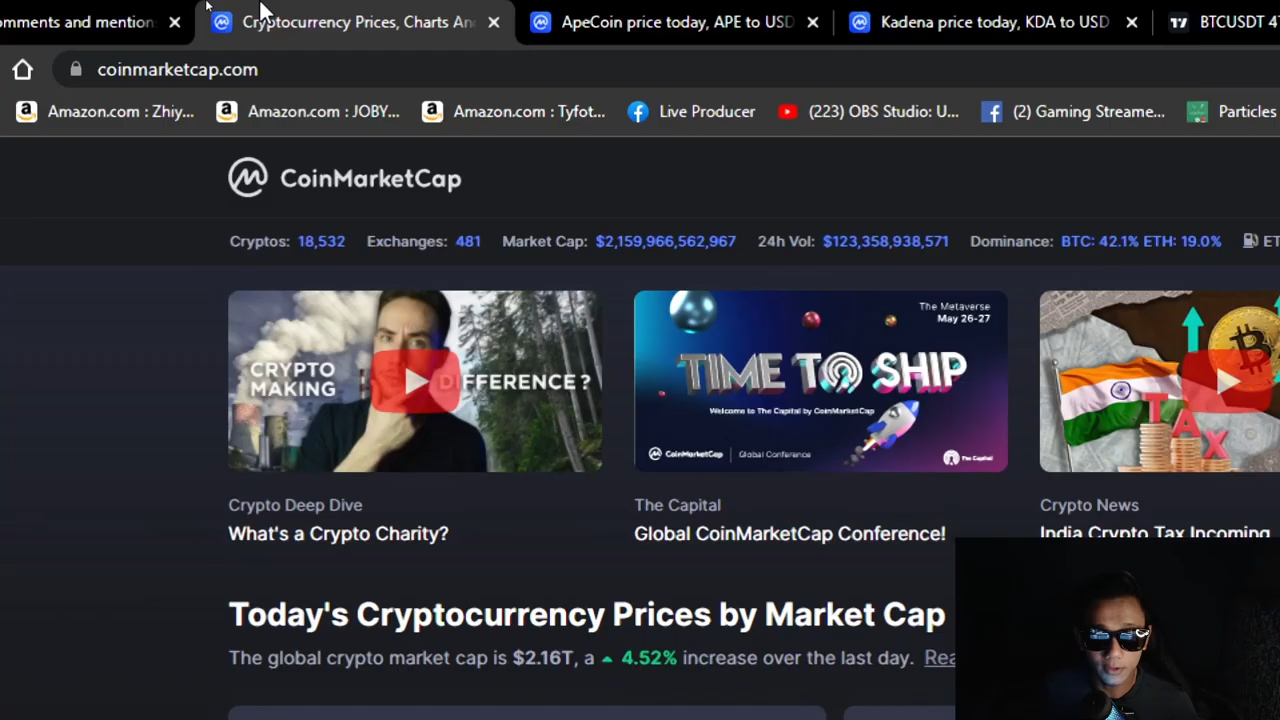 omments and mention
Cryptocurrency Prices, Charts An
ApeCoin price today, APE to USD
Kadena price today, KDA to USD
BTCUSDT 4
coinmarketcap.com
Amazon.com : Zhiy...
Amazon.com : JOBY...
Amazon.com : Tyfot...
Live Producer
(223) OBS Studio: U...
(2) Gaming Streame...
Particles
CoinMarketCap
Cryptos: 18,532 Exchanges: 481 Market Cap: $2,159,966,562,967 24h Vol: $123,358,938,571 Dominance: BTC: 42.1% ETH: 19.0% ET
CRYPTO
MAKING DIFFERENCE?
The Metaverse
May 26-27
TIME TO SHIP
Welcome to The Capital by CoinMarketCap
CoinMarketCap Global Conference The Capital
TAX
Crypto Deep Dive
What's a Crypto Charity?
The Capital
Global CoinMarketCap Conference!
Crypto News
India Crypto Tax Incoming
Today's Cryptocurrency Prices by Market Cap
The global crypto market cap is $2.16T, a 4.52% increase over the last day. Rea